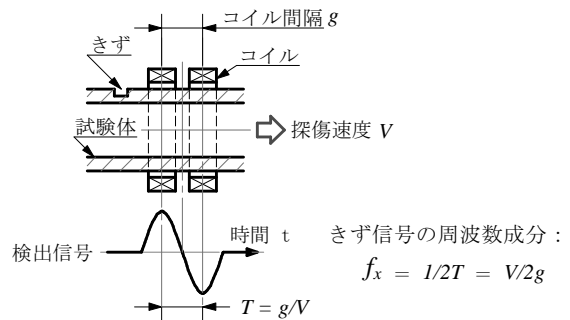 コイル間隔 g
きず
コイル
試験体
探傷速度 V
検出信号
時間 t
きず信号の周波数成分：
fx = 1/2T = V/2g
T = g/V